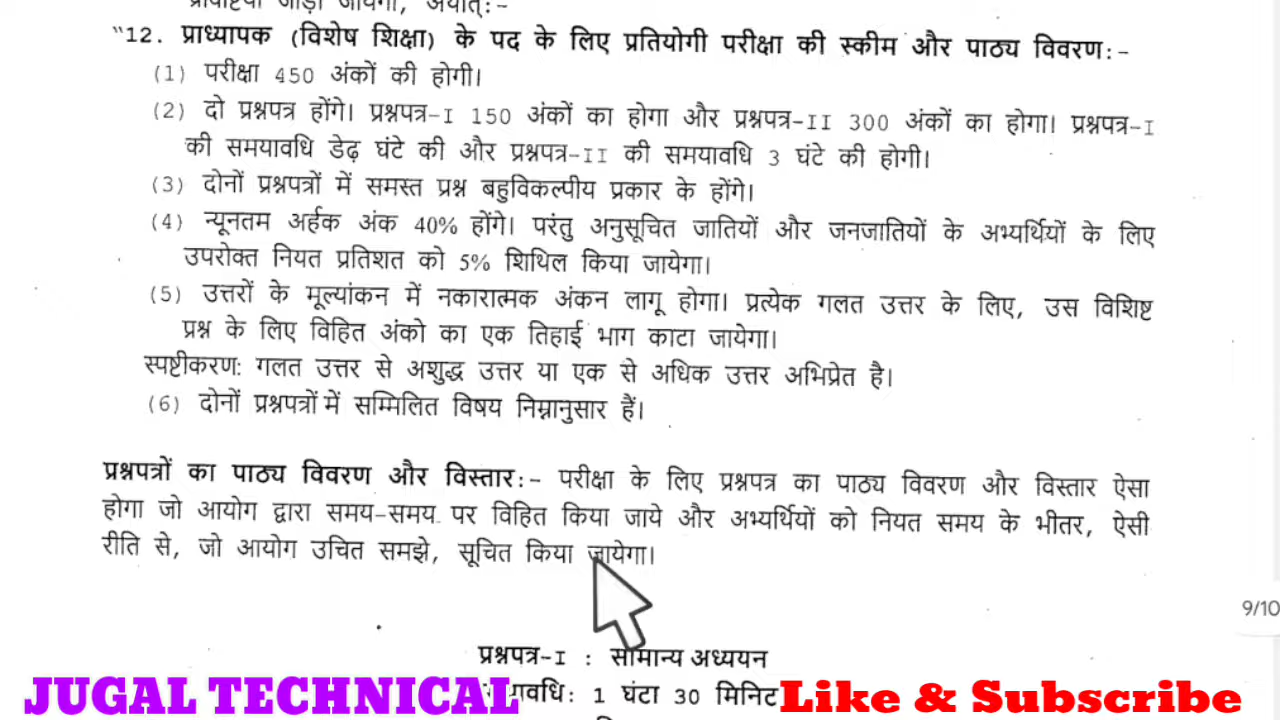 "12. प्राध्यापक (विशेष शिक्षा) के पद के लिए प्रतियोगी परीक्षा की स्कीम और पाठ्य विवरण:-
(1) परीक्षा 450 अंकों की होगी।
(2) दो प्रश्नपत्र होंगे। प्रश्नपत्र-I 150 अंकों का होगा और प्रश्नपत्र-II 300 अंकों का होगा। प्रश्नपत्र-I
की समयावधि डेढ़ घंटे की और प्रश्नपत्र-II की समयावधि 3 घंटे की होगी।
(3) दोनों प्रश्नपत्रों में समस्त प्रश्न बहुविकल्पीय प्रकार के होंगे।
(4) न्यूनतम अर्हक अंक 40% होंगे। परंतु अनुसूचित जातियों और जनजातियों के अभ्यर्थियों के लिए
उपरोक्त नियत प्रतिशत को 5% शिथिल किया जायेगा।
(5) उत्तरों के मूल्यांकन में नकारात्मक अंकन लागू होगा। प्रत्येक गलत उत्तर के लिए, उस विशिष्ट
प्रश्न के लिए विहित अंको का एक तिहाई भाग काटा जायेगा।
स्पष्टीकरण: गलत उत्तर से अशुद्ध उत्तर या एक से अधिक उत्तर अभिप्रेत है।
(6) दोनों प्रश्नपत्रों में सम्मिलित विषय निम्नानुसार हैं।
प्रश्नपत्रों का पाठ्य विवरण और विस्तार:- परीक्षा के लिए प्रश्नपत्र का पाठ्य विवरण और विस्तार ऐसा
होगा जो आयोग द्वारा समय-समय पर विहित किया जाये और अभ्यर्थियों को नियत समय के भीतर, ऐसी
रीति से, जो आयोग उचित समझे, सूचित किया जायेगा।
9/10
प्रश्नपत्र-I : सामान्य अध्ययन
JUGAL TECHNICAL 1 घंटा 30 मिनिट Like & Subscribe